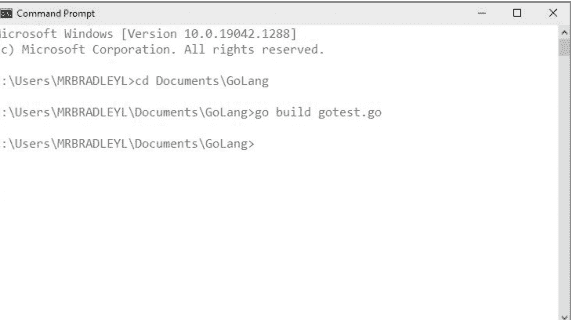 Command Prompt
icrosoft Windows [Version 10.0.19042.1288]
c) Microsoft Corporation. All rights reserved.
:\Users\MRBRADLEYL>cd Documents\GoLang
:\Users\MRBRADLEYL\Documents\GoLang>go build gotest.go
:\Users\MRBRADLEYL\Documents\GoLang>